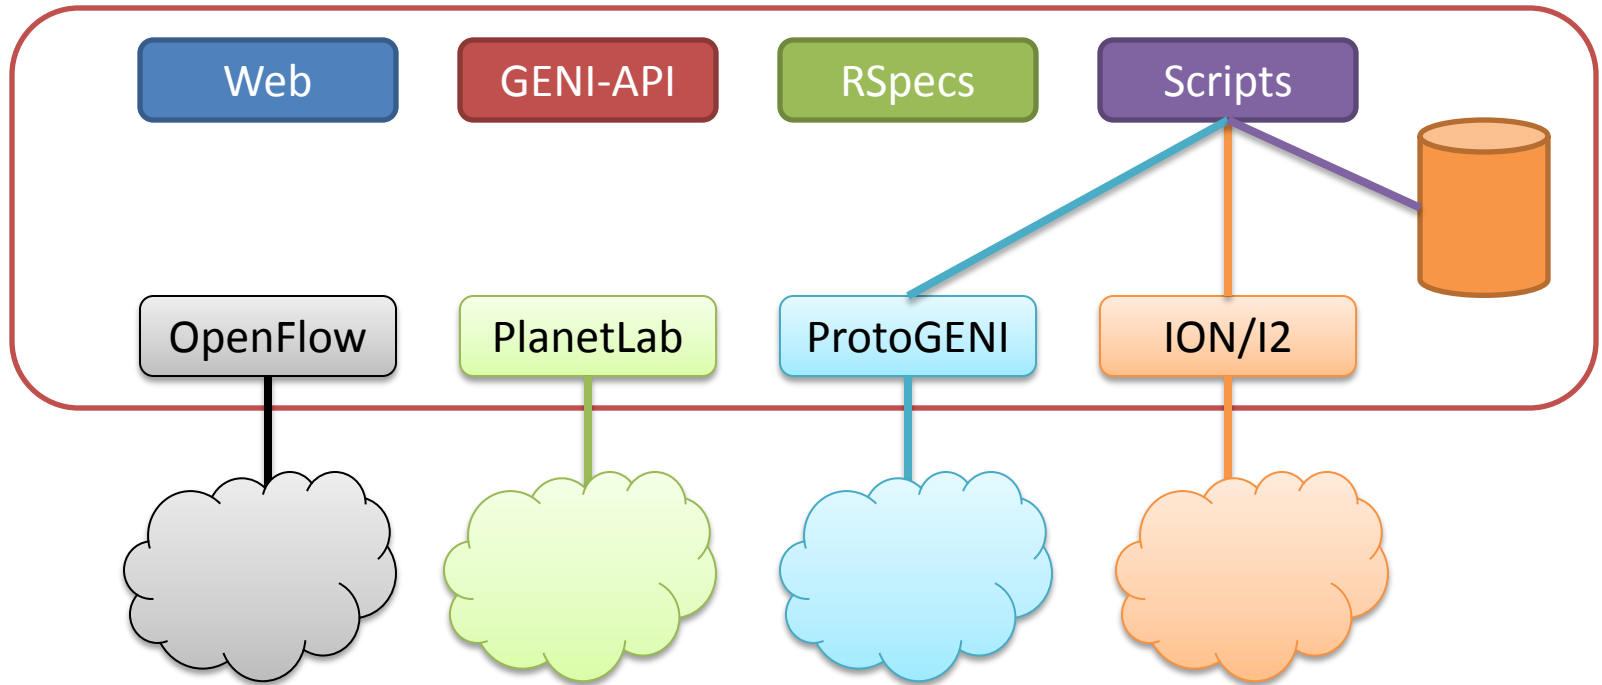 Web
GENI-API
RSpecs
Scripts
OpenFlow
PlanetLab
ProtoGENI
ION/I2